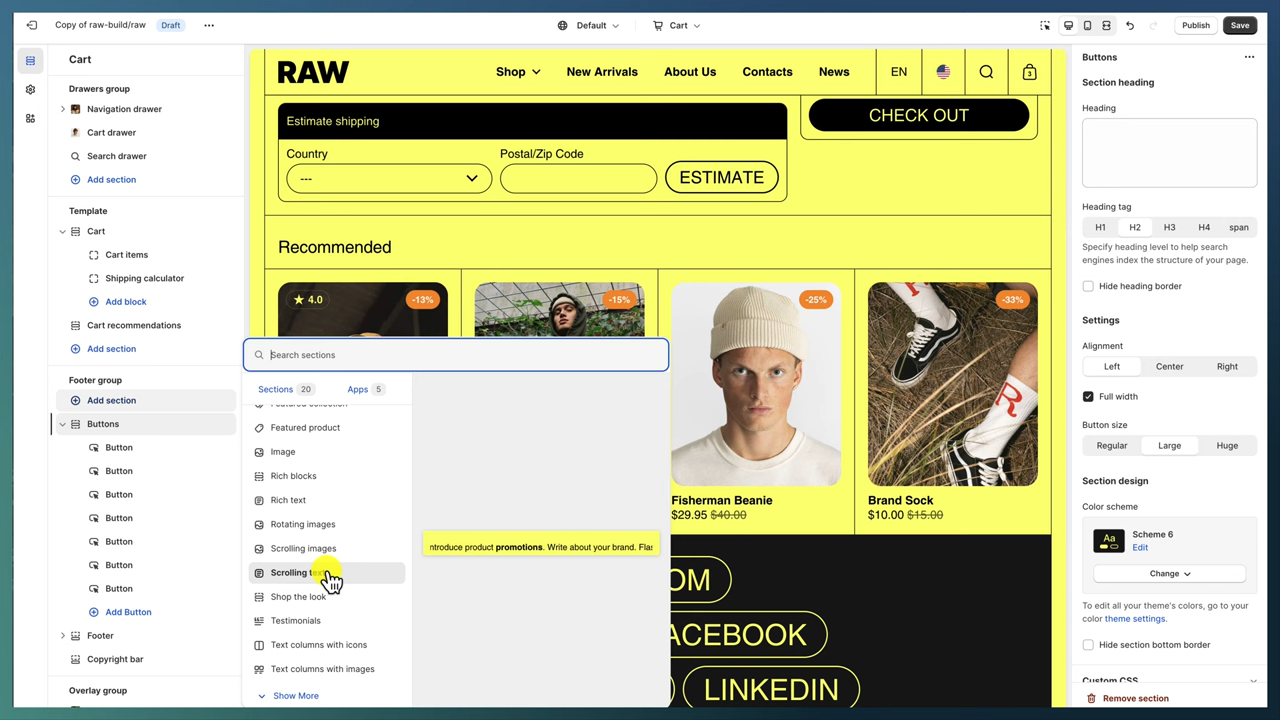 Copy of raw-build/raw Draft
Default
Cart
Publish
Save
Cart
Drawers group
Navigation drawer
Cart drawer
Search drawer
Add section
Template
Cart
Cart items
Shipping calculator
Add block
Cart recommendations
Add section
Footer group
Add section
Buttons
Button
Button
Button
Button
Button
Button
Button
Add Button
Footer
Copyright bar
Overlay group
RAW
Shop
New Arrivals
About Us
Contacts
News
EN
3
Estimate shipping
Country
Postal/Zip Code
---
ESTIMATE
CHECK OUT
Recommended
4.0
-13%
-15%
-25%
-33%
Search sections
Sections 20
Apps 5
Featured collection
Featured product
Image
Rich blocks
Rich text
Rotating images
Scrolling images
Scrolling text
Shop the look
Testimonials
Text columns with icons
Text columns with images
Show More
ntroduce product promotions. Write about your brand. Flas
Fisherman Beanie
$29.95 $40.00
Brand Sock
$10.00 $15.00
OM
ACEBOOK
LINKEDIN
Buttons
Section heading
Heading
Heading tag
H1 H2 H3 H4 span
Specify heading level to help search
engines index the structure of your page.
Hide heading border
Settings
Alignment
Left Center Right
Full width
Button size
Regular Large Huge
Section design
Color scheme
Aa
Scheme 6
Edit
Change
To edit all your theme's colors, go to your
color theme settings.
Hide section bottom border
Custom CSS
Remove section